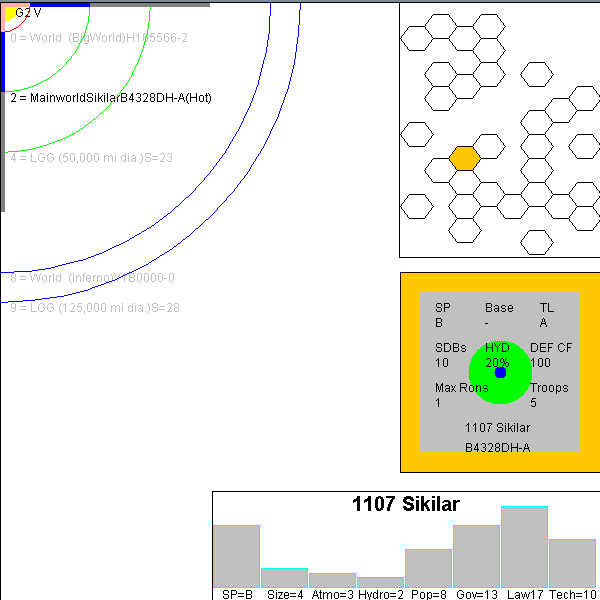 G2 V
0 = World  (BigWorld)H165566-2
2 = MainworldSikilarB4328DH-A(Hot)
4 = LGG (50,000 mi dia.)S=23
8 = World  (Inferno)Y1B0000-0
9 = LGG (125,000 mi dia.)S=28
SP Base TL
B - A
SDBs HYD DEF CF
10 20% 100
Max Rons Troops
1 5
1107 Sikilar
B4328DH-A
1107 Sikilar
SP=B Size=4 Atmo=3 Hydro=2 Pop=8 Gov=13 Law17 Tech=10